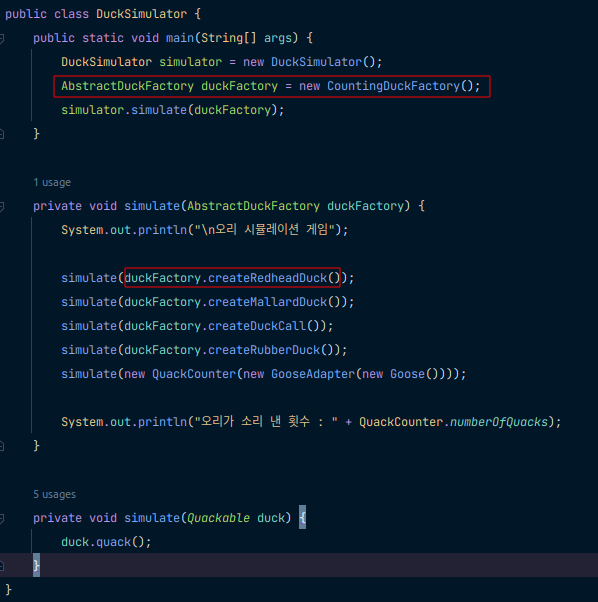 public class DuckSimulator {
    public static void main(String[] args) {
        DuckSimulator simulator = new DuckSimulator();
        AbstractDuckFactory duckFactory = new CountingDuckFactory();
        simulator.simulate(duckFactory);
    }
    1 usage
    private void simulate(AbstractDuckFactory duckFactory) {
        System.out.println("\n오리 시뮬레이션 게임");
        simulate(duckFactory.createRedheadDuck());
        simulate(duckFactory.createMallardDuck());
        simulate(duckFactory.createDuckCall());
        simulate(duckFactory.createRubberDuck());
        simulate(new QuackCounter(new GooseAdapter(new Goose())));
        System.out.println("오리가 소리 낸 횟수 : " + QuackCounter.numberOfQuacks);
    }
    5 usages
    private void simulate(Quackable duck) {
        duck.quack();
    }
}